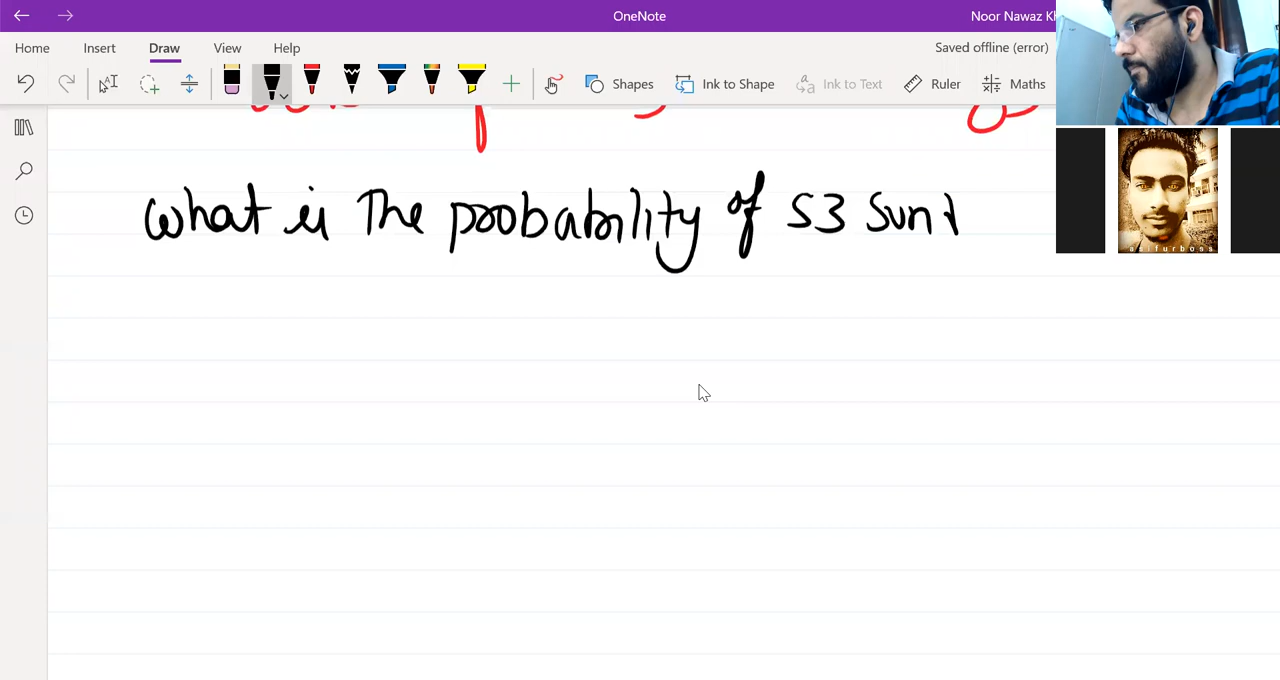 OneNote
Noor Nawaz
Home Insert Draw View Help
Saved offline (error)
Shapes Ink to Shape Ink to Text Ruler Maths
What is The probability of 53 Sun
asifurboss